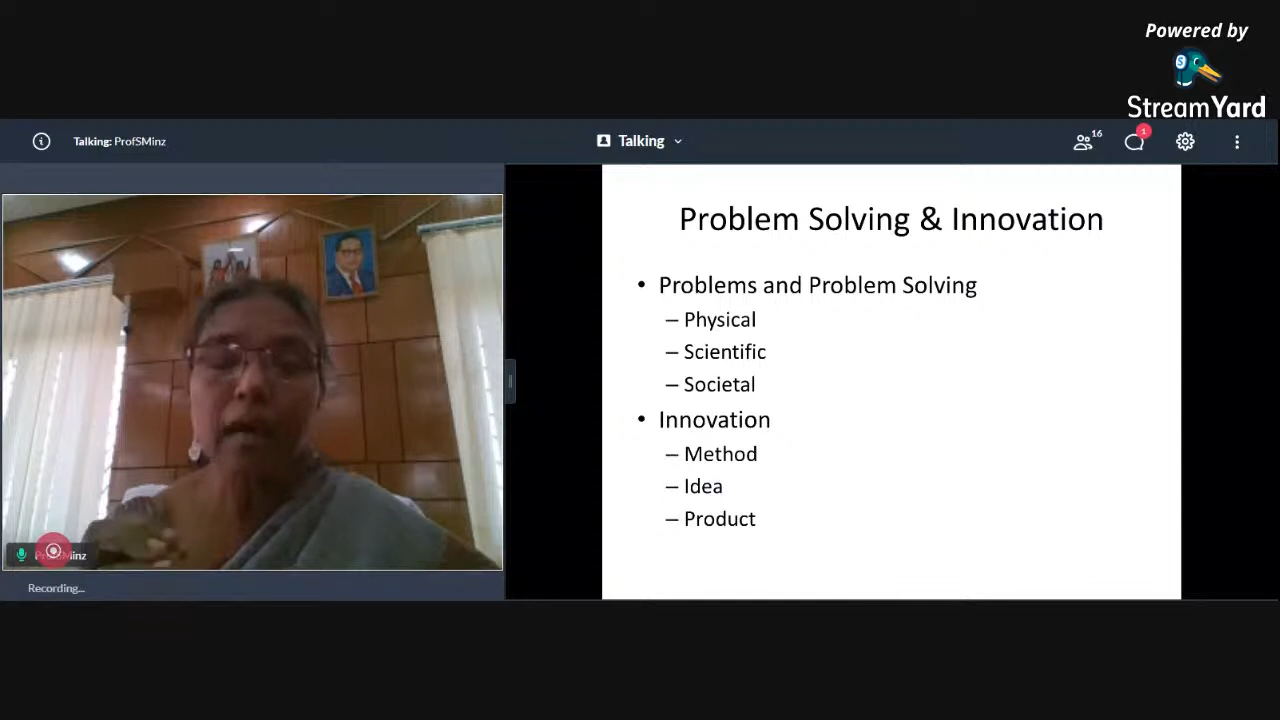 Powered by
StreamYard
Talking: ProfSMinz
Talking
16
1
Problem Solving & Innovation
• Problems and Problem Solving
– Physical
– Scientific
– Societal
• Innovation
– Method
– Idea
– Product
Recording...